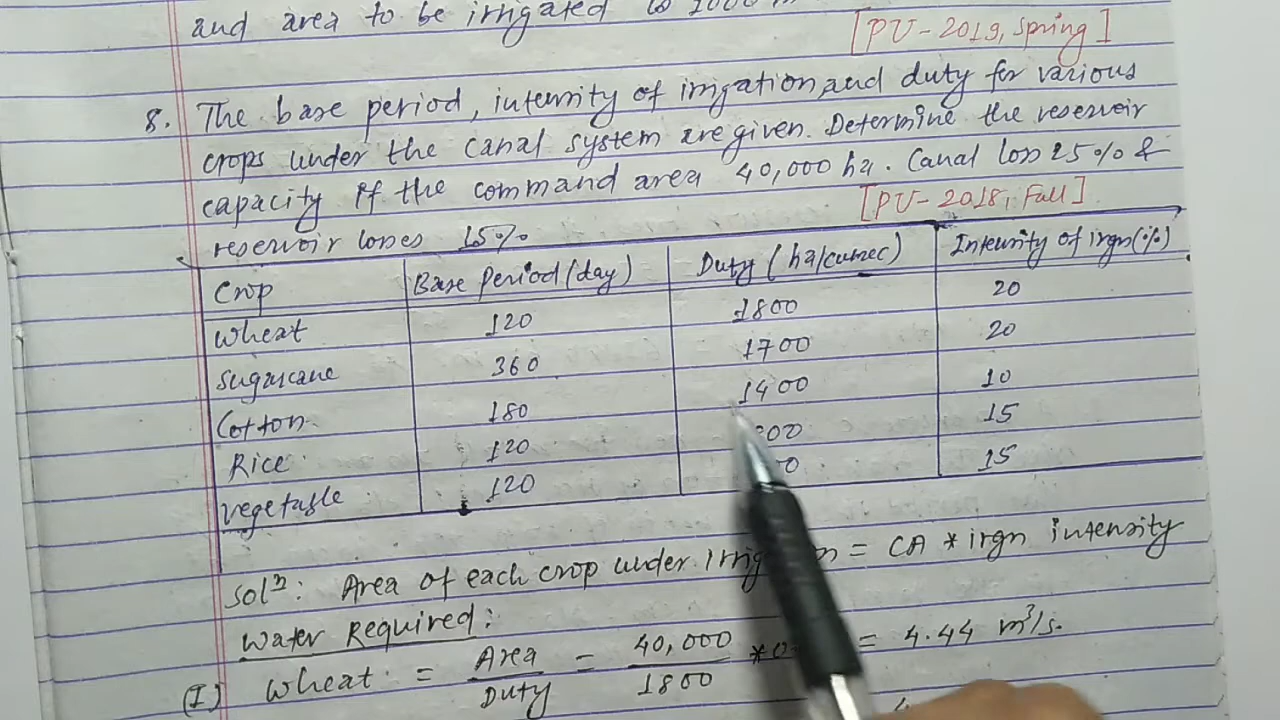 and area to be irrigated is 1000
[PU-2019, Spring]
8. The base period, intensity of irrigation and duty for various
crops under the canal system are given. Determine the reservoir
capacity if the command area 40,000 ha. Canal loss 25% &
reservoir losses 15%
[PU-2018, Fall]
Crop Base Period (day) Duty (ha/cumec) Intensity of irgn (%)
Wheat 120 1800 20
Sugarcane 360 1700 20
Cotton 180 1400 10
Rice 120 800 15
Vegetable 120 15
Solⁿ: Area of each crop under = CA * irgn intensity
Water Required:
(I) Wheat = Area/Duty = 40,000/1800 * = 4.44 m³/s.